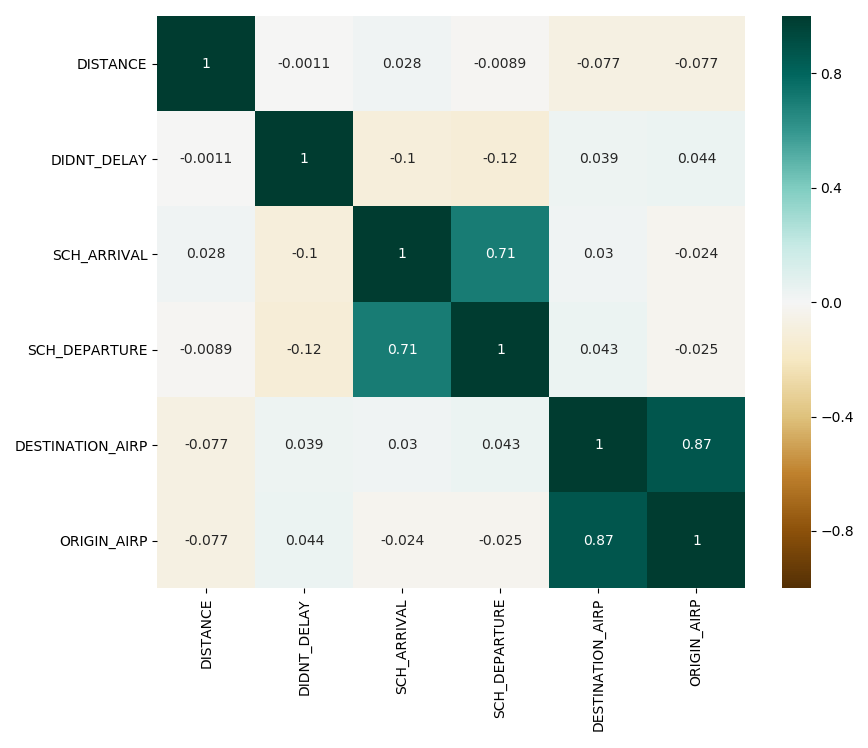 DISTANCE 1 -0.0011 0.028 -0.0089 -0.077 -0.077
DIDNT_DELAY -0.0011 1 -0.1 -0.12 0.039 0.044
SCH_ARRIVAL 0.028 -0.1 1 0.71 0.03 -0.024
SCH_DEPARTURE -0.0089 -0.12 0.71 1 0.043 -0.025
DESTINATION_AIRP -0.077 0.039 0.03 0.043 1 0.87
ORIGIN_AIRP -0.077 0.044 -0.024 -0.025 0.87 1
DISTANCE
DIDNT_DELAY
SCH_ARRIVAL
SCH_DEPARTURE
DESTINATION_AIRP
ORIGIN_AIRP
0.8
0.4
0.0
−0.4
−0.8